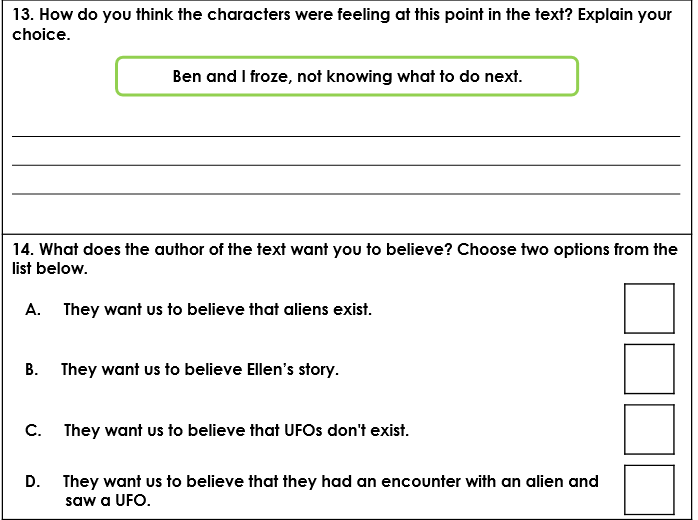 13. How do you think the characters were feeling at this point in the text? Explain your
choice.
Ben and I froze, not knowing what to do next.
14. What does the author of the text want you to believe? Choose two options from the
list below.
A. They want us to believe that aliens exist.
B. They want us to believe Ellen’s story.
C. They want us to believe that UFOs don't exist.
D. They want us to believe that they had an encounter with an alien and
saw a UFO.